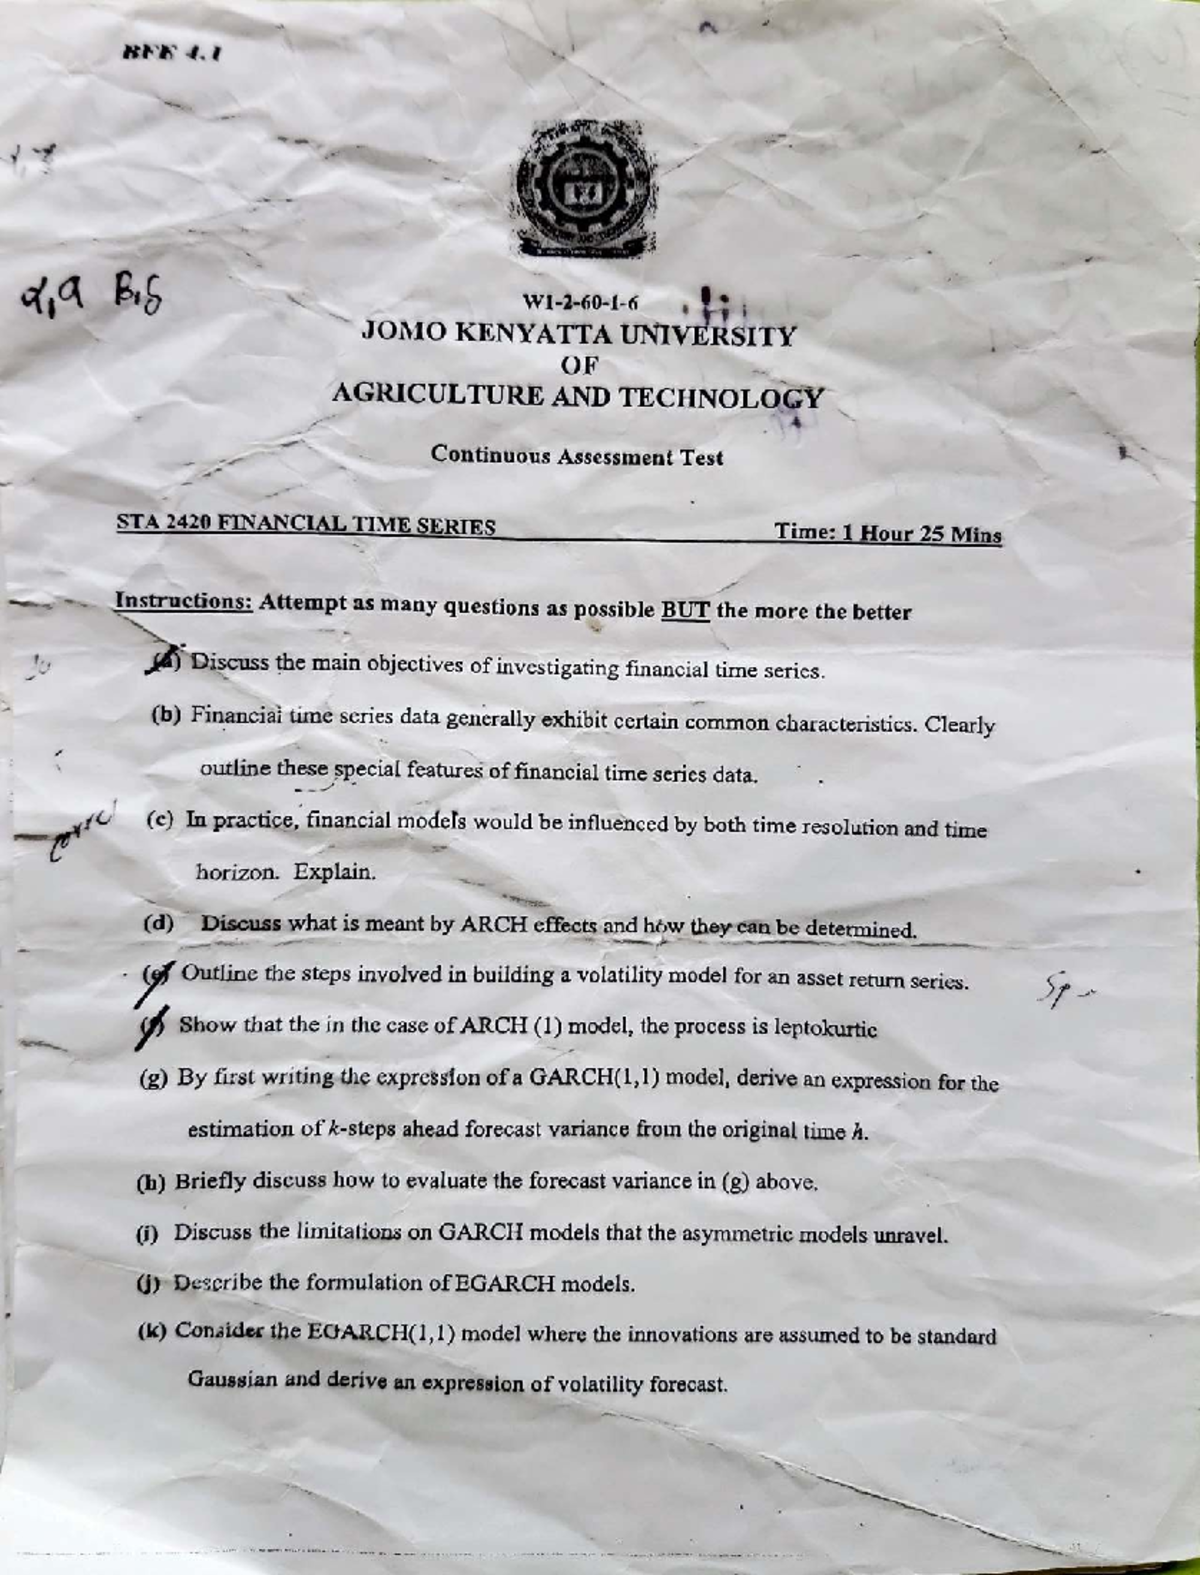 BFE 4.1
α,9 B,δ
W1-2-60-1-6
JOMO KENYATTA UNIVERSITY
OF
AGRICULTURE AND TECHNOLOGY
Continuous Assessment Test
STA 2420 FINANCIAL TIME SERIES Time: 1 Hour 25 Mins
Instructions: Attempt as many questions as possible BUT the more the better
(a) Discuss the main objectives of investigating financial time series.
(b) Financial time series data generally exhibit certain common characteristics. Clearly
outline these special features of financial time series data.
(c) In practice, financial models would be influenced by both time resolution and time
horizon. Explain.
(d) Discuss what is meant by ARCH effects and how they can be determined.
(e) Outline the steps involved in building a volatility model for an asset return series.
(f) Show that the in the case of ARCH (1) model, the process is leptokurtic
(g) By first writing the expression of a GARCH(1,1) model, derive an expression for the
estimation of k-steps ahead forecast variance from the original time h.
(h) Briefly discuss how to evaluate the forecast variance in (g) above.
(i) Discuss the limitations on GARCH models that the asymmetric models unravel.
(j) Describe the formulation of EGARCH models.
(k) Consider the EGARCH(1,1) model where the innovations are assumed to be standard
Gaussian and derive an expression of volatility forecast.